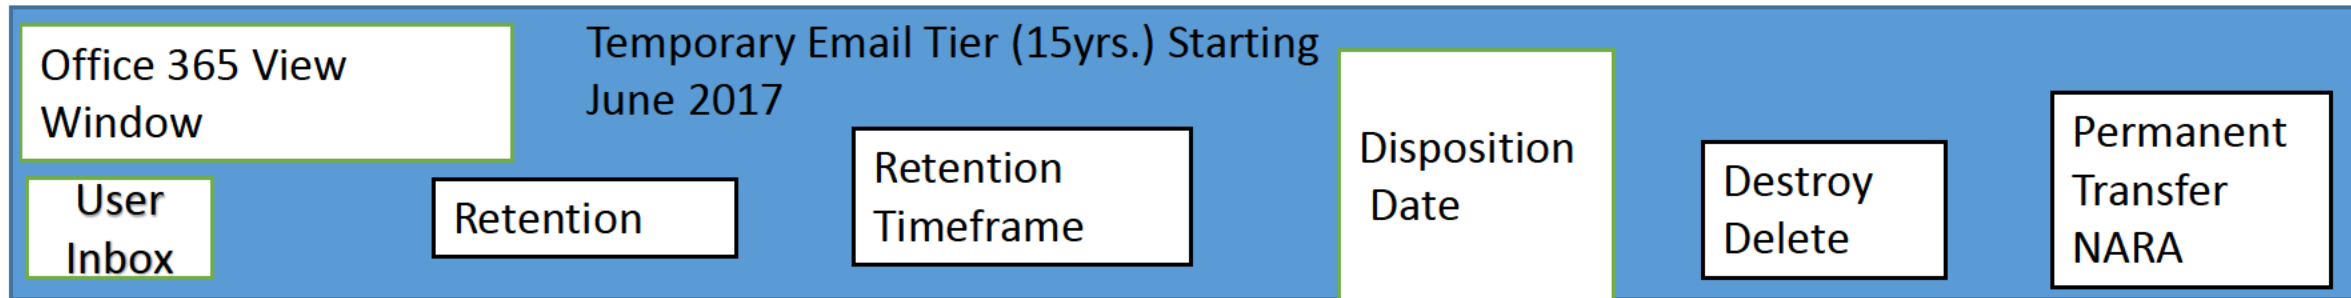 Office 365 View
Window
Temporary Email Tier (15yrs.) Starting
June 2017
User
Inbox
Retention
Retention
Timeframe
Disposition
Date
Destroy
Delete
Permanent
Transfer
NARA